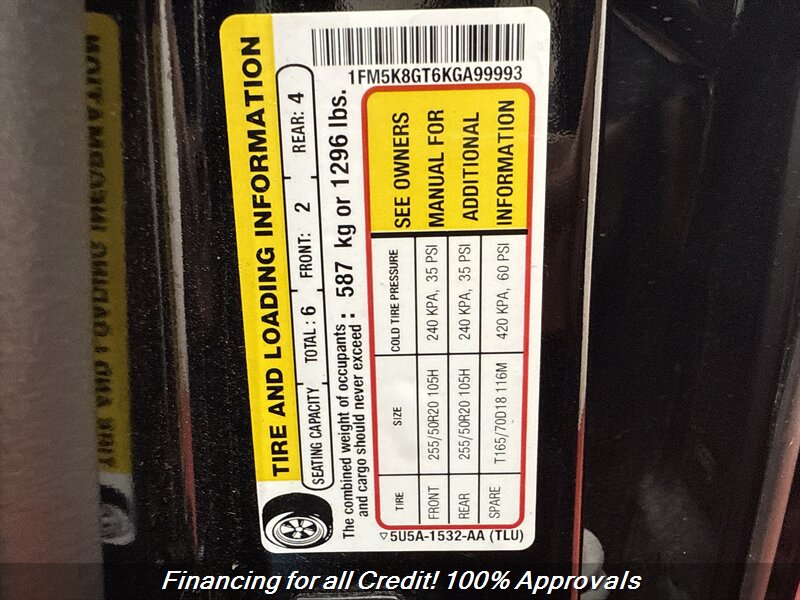 TIRE AND LOADING INFORMATION
SEATING CAPACITY TOTAL : 6 FRONT: 2 REAR: 4
The combined weight of occupants and cargo should never exceed : 587 kg or 1296 lbs.
1FM5K8GT6KGA99993
TIRE SIZE COLD TIRE PRESSURE
FRONT 255/50R20 105H 240 KPA, 35 PSI
REAR 255/50R20 105H 240 KPA, 35 PSI
SPARE T165/70D18 116M 420 KPA, 60 PSI
SEE OWNERS
MANUAL FOR
ADDITIONAL
INFORMATION
▽5U5A-1532-AA (TLU)
Financing for all Credit! 100% Approvals